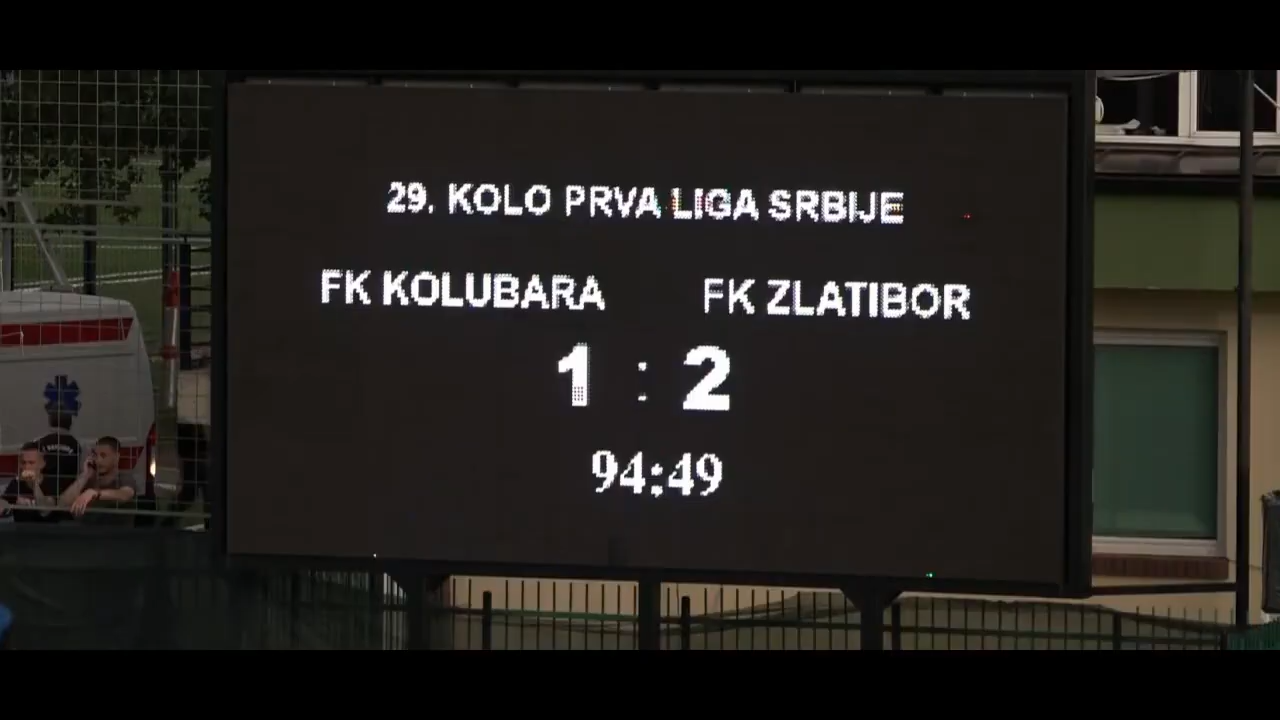 29. KOLO PRVA LIGA SRBIJE
FK KOLUBARA FK ZLATIBOR
1 : 2
94:49